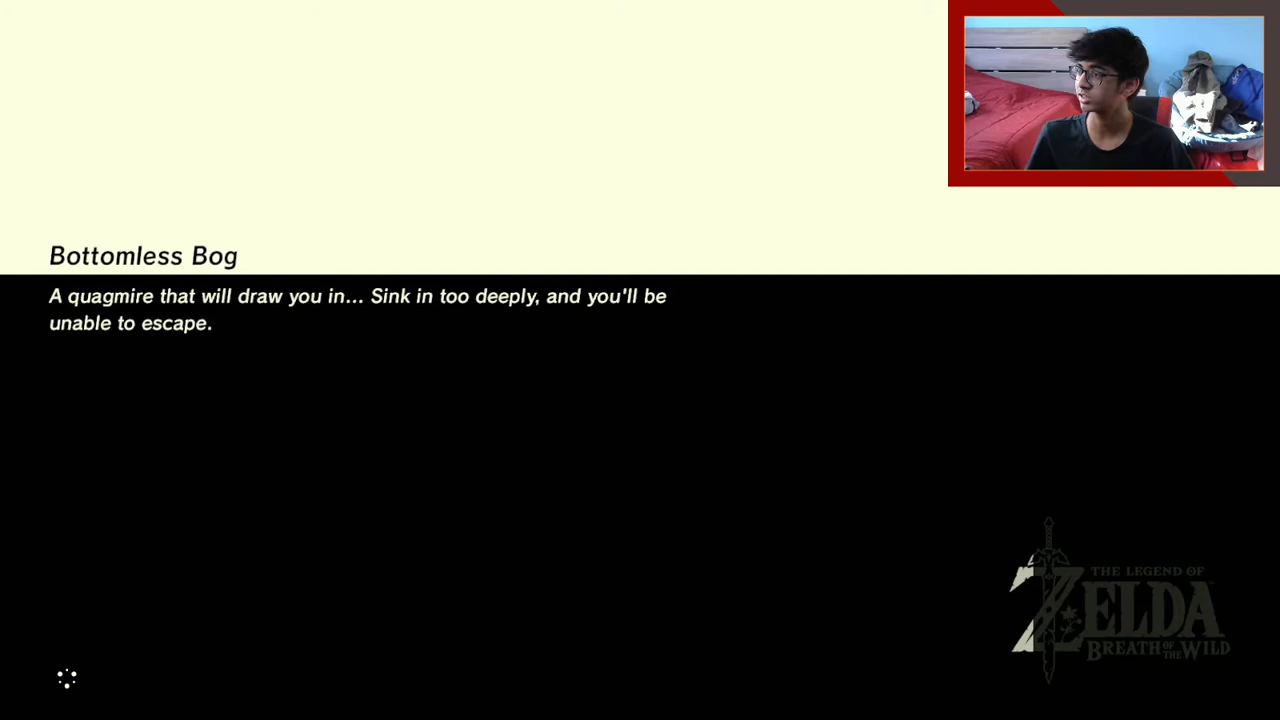 Bottomless Bog
A quagmire that will draw you in... Sink in too deeply, and you'll be
unable to escape.
THE LEGEND OF
ZELDA
BREATH OF THE WILD